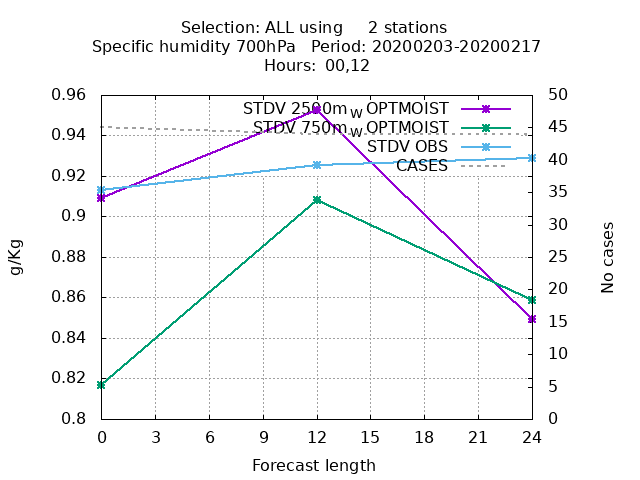 Selection: ALL using 2 stations
Specific humidity 700hPa Period: 20200203-20200217
Hours: 00,12
0.96
0.94
0.92
0.9
0.88
0.86
0.84
0.82
0.8
g/Kg
STDV 2500m_W OPTMOIST
STDV 750m_W OPTMOIST
STDV OBS
CASES
50
45
40
35
30
25
20
15
10
5
0
No cases
0 3 6 9 12 15 18 21 24
Forecast length